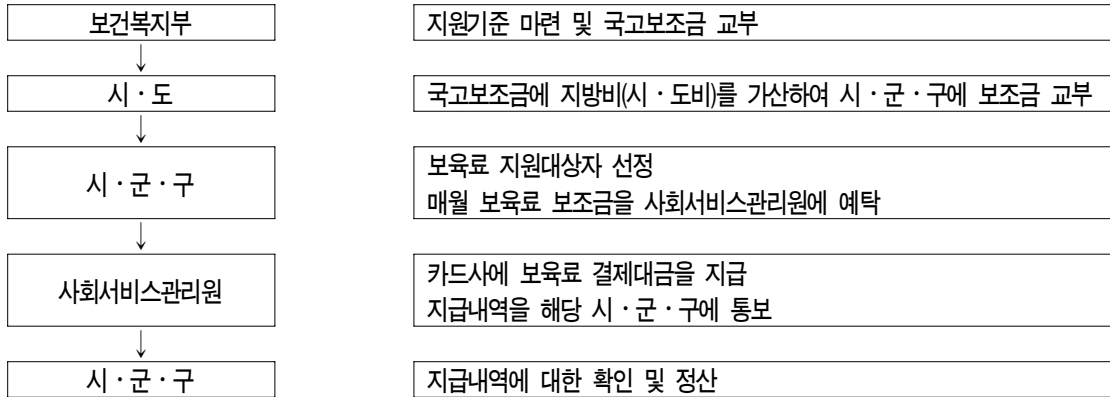 보건복지부
지원기준 마련 및 국고보조금 교부
시·도
국고보조금에 지방비(시·도비)를 가산하여 시·군·구에 보조금 교부
시·군·구
보육료 지원대상자 선정
매월 보육료 보조금을 사회서비스관리원에 예탁
사회서비스관리원
카드사에 보육료 결제대금을 지급
지급내역을 해당 시·군·구에 통보
시·군·구
지급내역에 대한 확인 및 정산